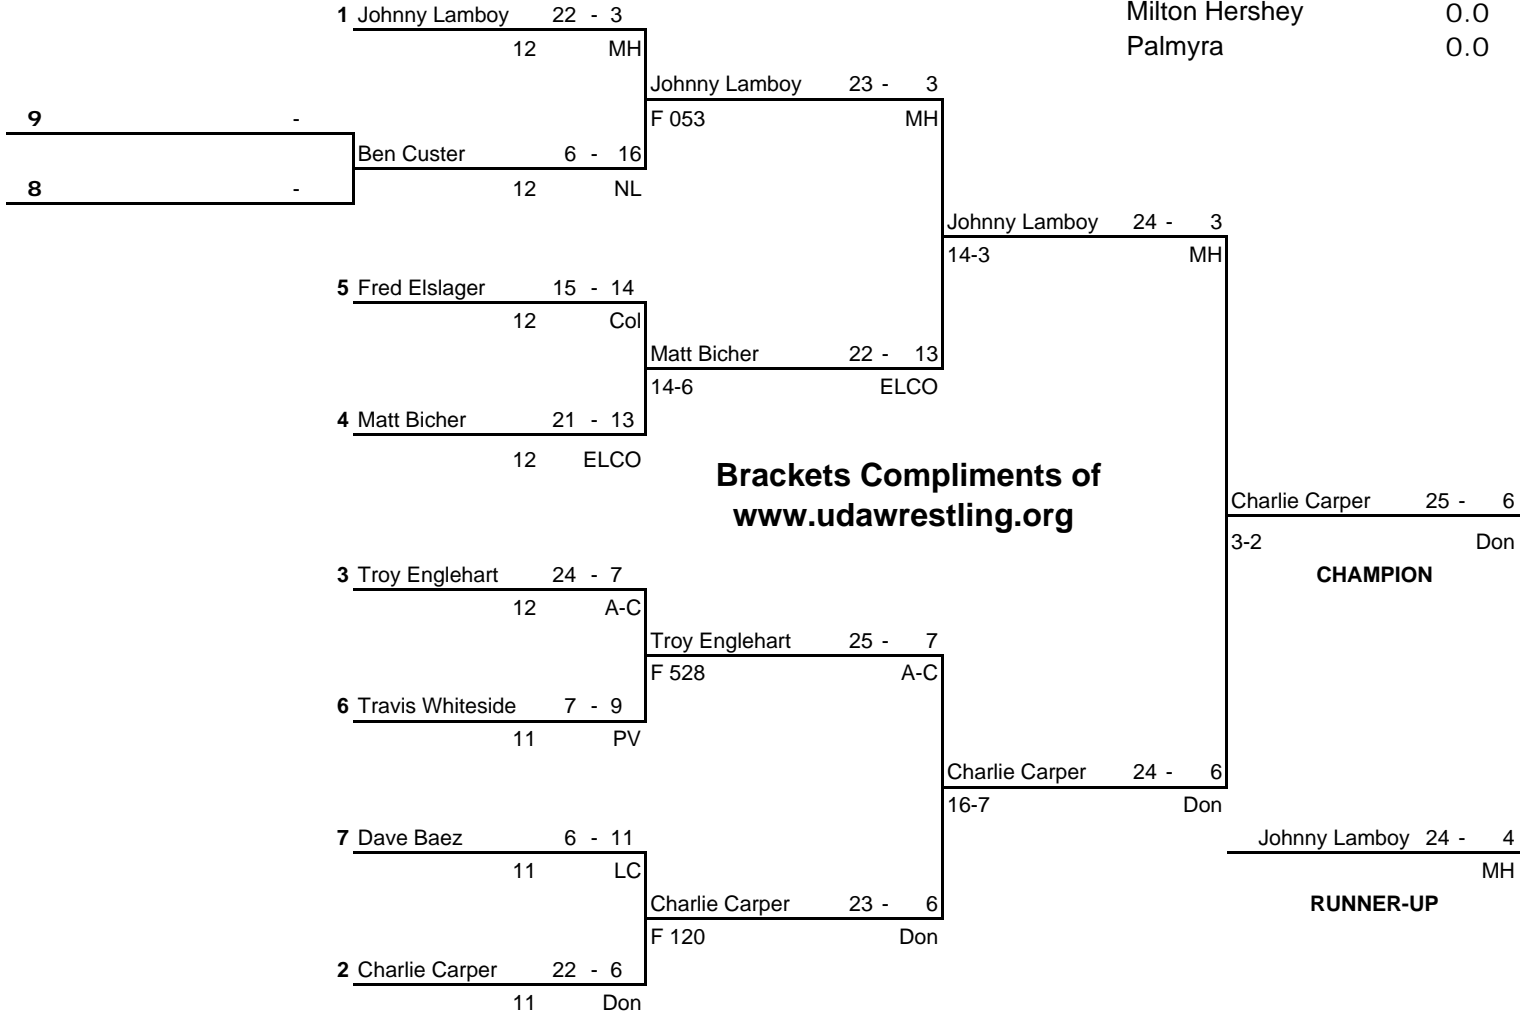 1 Johnny Lamboy 22 - 3 Milton Hershey 0.0
12 MH Palmyra 0.0
Johnny Lamboy 23 - 3
9 - F 053 MH
Ben Custer 6 - 16
8 - 12 NL
Johnny Lamboy 24 - 3
14-3 MH
5 Fred Elslager 15 - 14
12 Col
Matt Bicher 22 - 13
14-6 ELCO
4 Matt Bicher 21 - 13
12 ELCO
Brackets Compliments of
www.udawrestling.org
Charlie Carper 25 - 6
3-2 Don
CHAMPION
3 Troy Englehart 24 - 7
12 A-C
Troy Englehart 25 - 7
F 528 A-C
6 Travis Whiteside 7 - 9
11 PV
Charlie Carper 24 - 6
16-7 Don
7 Dave Baez 6 - 11 Johnny Lamboy 24 - 4
11 LC MH
Charlie Carper 23 - 6 RUNNER-UP
F 120 Don
2 Charlie Carper 22 - 6
11 Don